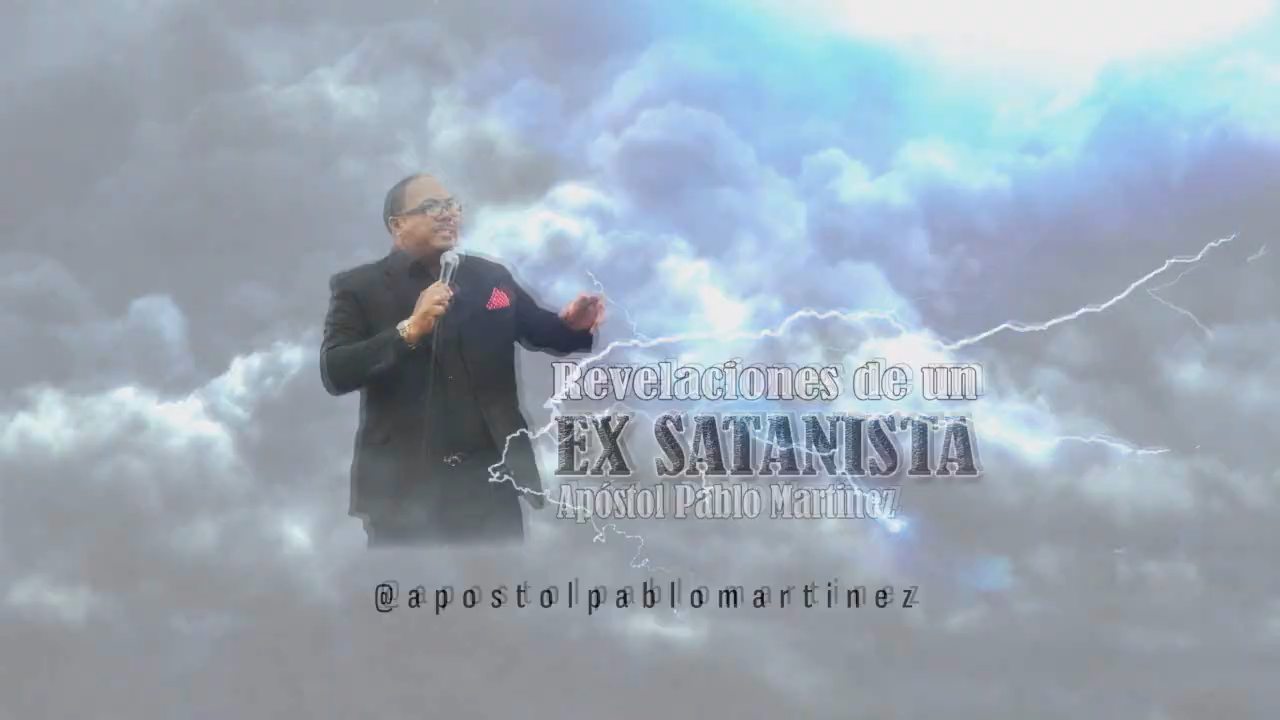 Revelaciones de un
EX SATANISTA
Apóstol Pablo Martinez
@apostolpablomartinez